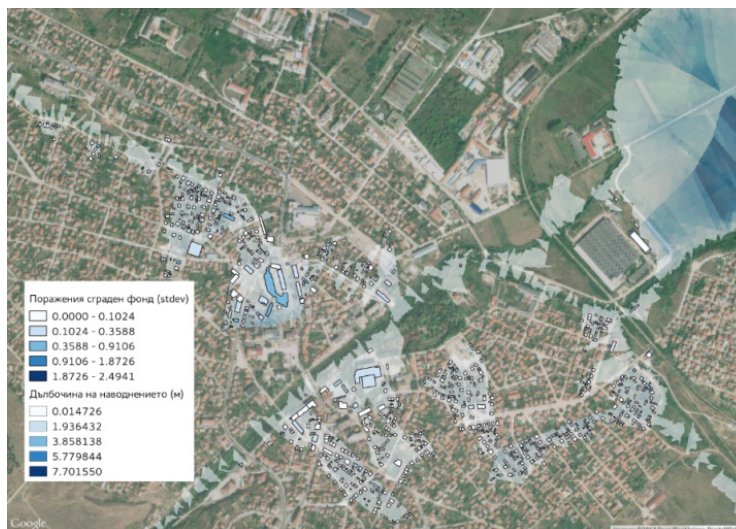 Поражения сграден фонд (stdev)
0.0000 - 0.1024
0.1024 - 0.3588
0.3588 - 0.9106
0.9106 - 1.8726
1.8726 - 2.4941
Дълбочина на наводнението (м)
0.014726
1.936432
3.858138
5.779844
7.701550
Google